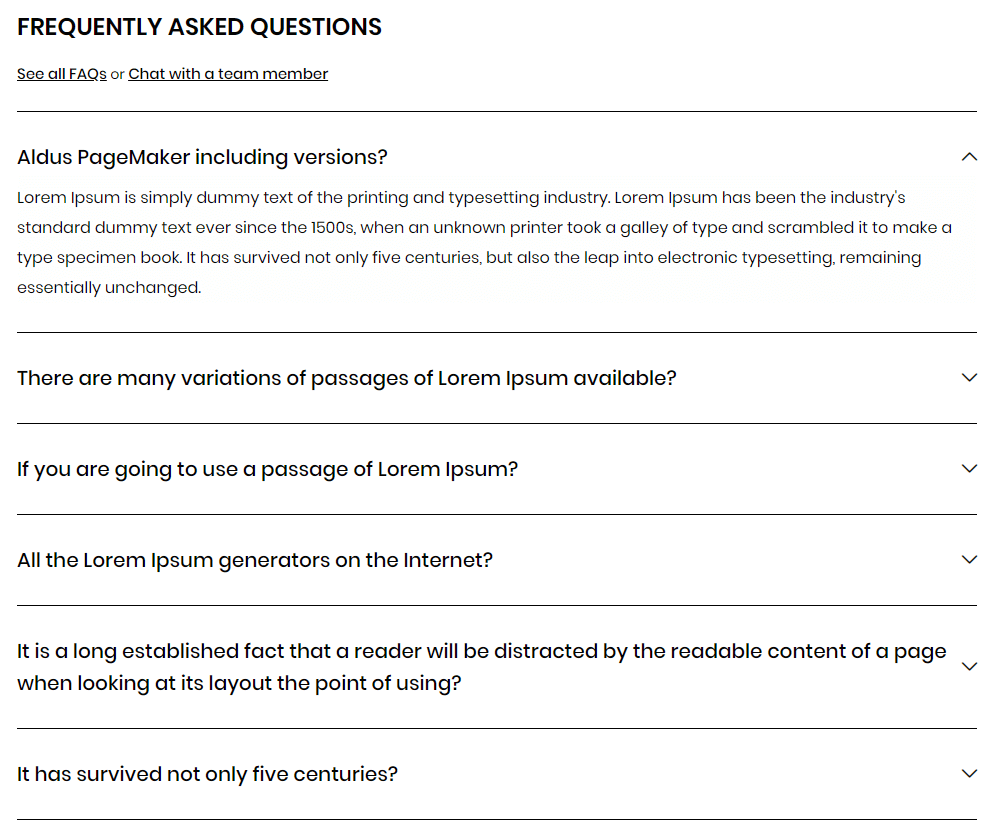 FREQUENTLY ASKED QUESTIONS
See all FAQs or Chat with a team member
Aldus PageMaker including versions?
Lorem Ipsum is simply dummy text of the printing and typesetting industry. Lorem Ipsum has been the industry's
standard dummy text ever since the 1500s, when an unknown printer took a galley of type and scrambled it to make a
type specimen book. It has survived not only five centuries, but also the leap into electronic typesetting, remaining
essentially unchanged.
There are many variations of passages of Lorem Ipsum available?
If you are going to use a passage of Lorem Ipsum?
All the Lorem Ipsum generators on the Internet?
It is a long established fact that a reader will be distracted by the readable content of a page
when looking at its layout the point of using?
It has survived not only five centuries?